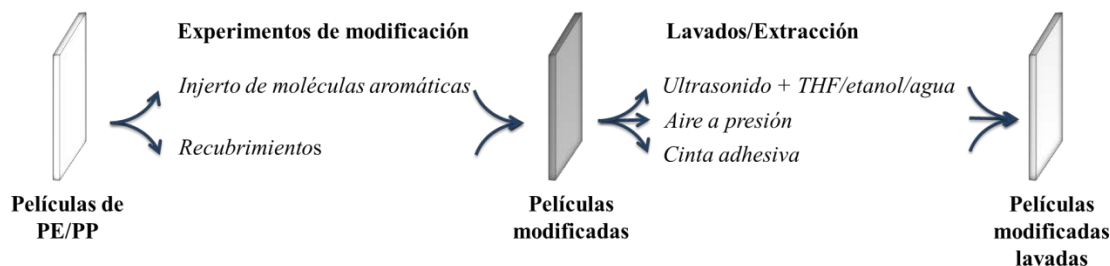 Experimentos de modificación
Lavados/Extracción
Injerto de moléculas aromáticas
Ultrasonido + THF/etanol/agua
Aire a presión
Recubrimientos
Cinta adhesiva
Películas de
PE/PP
Películas
modificadas
Películas
modificadas
lavadas